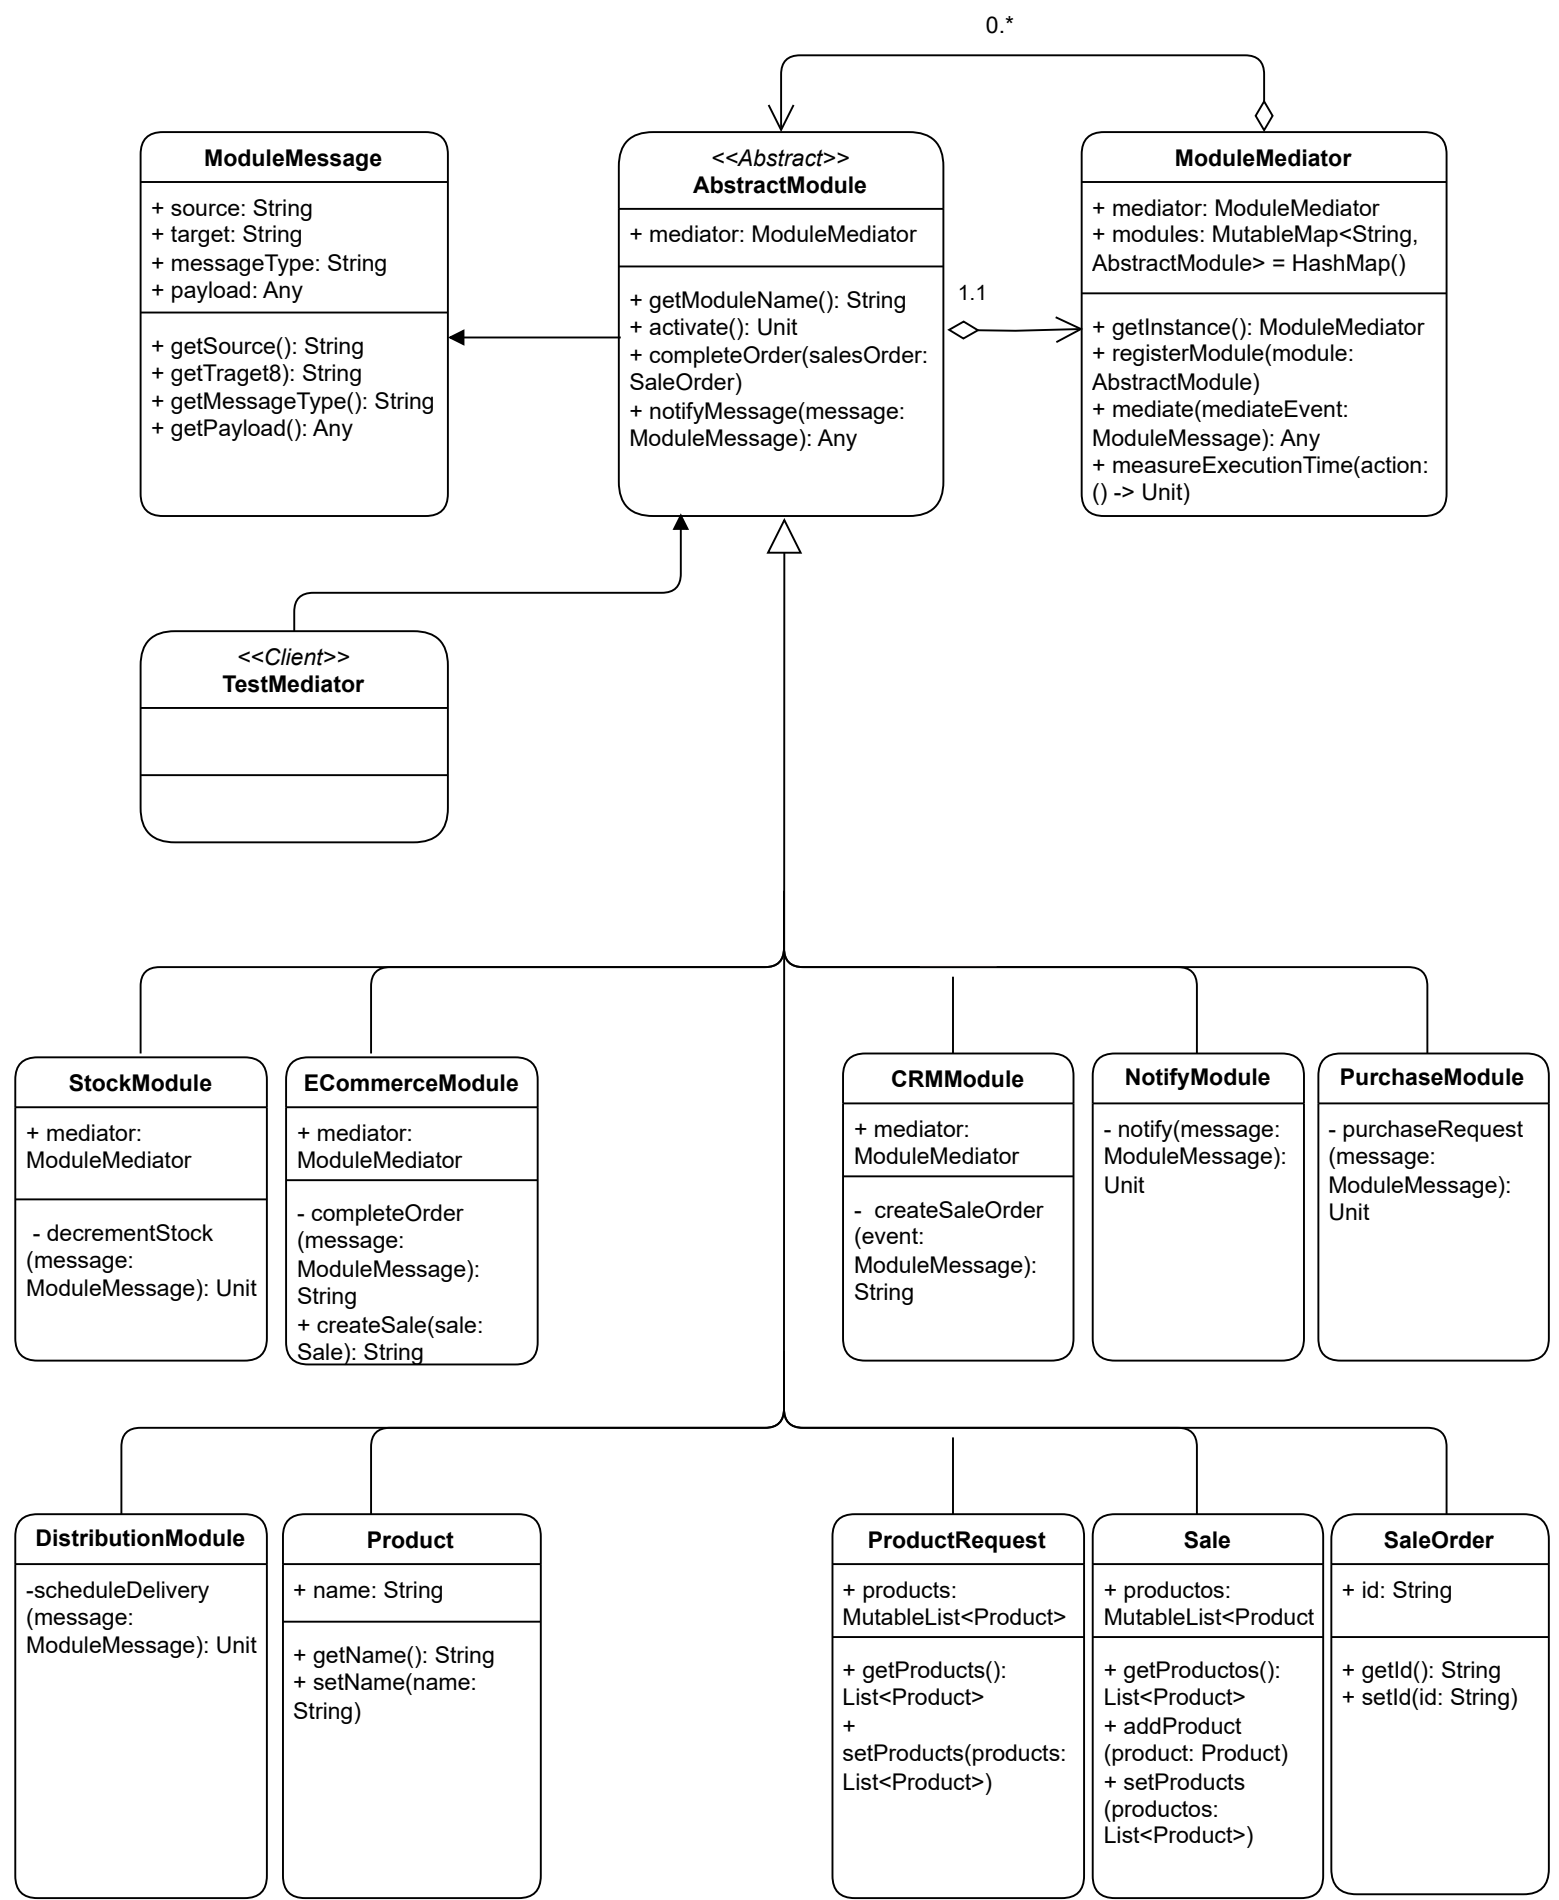 0.*
ModuleMessage
+ source: String
+ target: String
+ messageType: String
+ payload: Any
+ getSource(): String
+ getTraget8): String
+ getMessageType(): String
+ getPayload(): Any
<<Abstract>>
AbstractModule
+ mediator: ModuleMediator
+ getModuleName(): String
+ activate(): Unit
+ completeOrder(salesOrder:
SaleOrder)
+ notifyMessage(message:
ModuleMessage): Any
1.1
ModuleMediator
+ mediator: ModuleMediator
+ modules: MutableMap<String,
AbstractModule> = HashMap()
+ getInstance(): ModuleMediator
+ registerModule(module:
AbstractModule)
+ mediate(mediateEvent:
ModuleMessage): Any
+ measureExecutionTime(action:
() -> Unit)
<<Client>>
TestMediator
StockModule
+ mediator:
ModuleMediator
- decrementStock
(message:
ModuleMessage): Unit
ECommerceModule
+ mediator:
ModuleMediator
- completeOrder
(message:
ModuleMessage):
String
+ createSale(sale:
Sale): String
CRMModule
+ mediator:
ModuleMediator
- createSaleOrder
(event:
ModuleMessage):
String
NotifyModule
- notify(message:
ModuleMessage):
Unit
PurchaseModule
- purchaseRequest
(message:
ModuleMessage):
Unit
DistributionModule
-scheduleDelivery
(message:
ModuleMessage): Unit
Product
+ name: String
+ getName(): String
+ setName(name:
String)
ProductRequest
+ products:
MutableList<Product>
+ getProducts():
List<Product>
+
setProducts(products:
List<Product>)
Sale
+ productos:
MutableList<Product
+ getProductos():
List<Product>
+ addProduct
(product: Product)
+ setProducts
(productos:
List<Product>)
SaleOrder
+ id: String
+ getId(): String
+ setId(id: String)